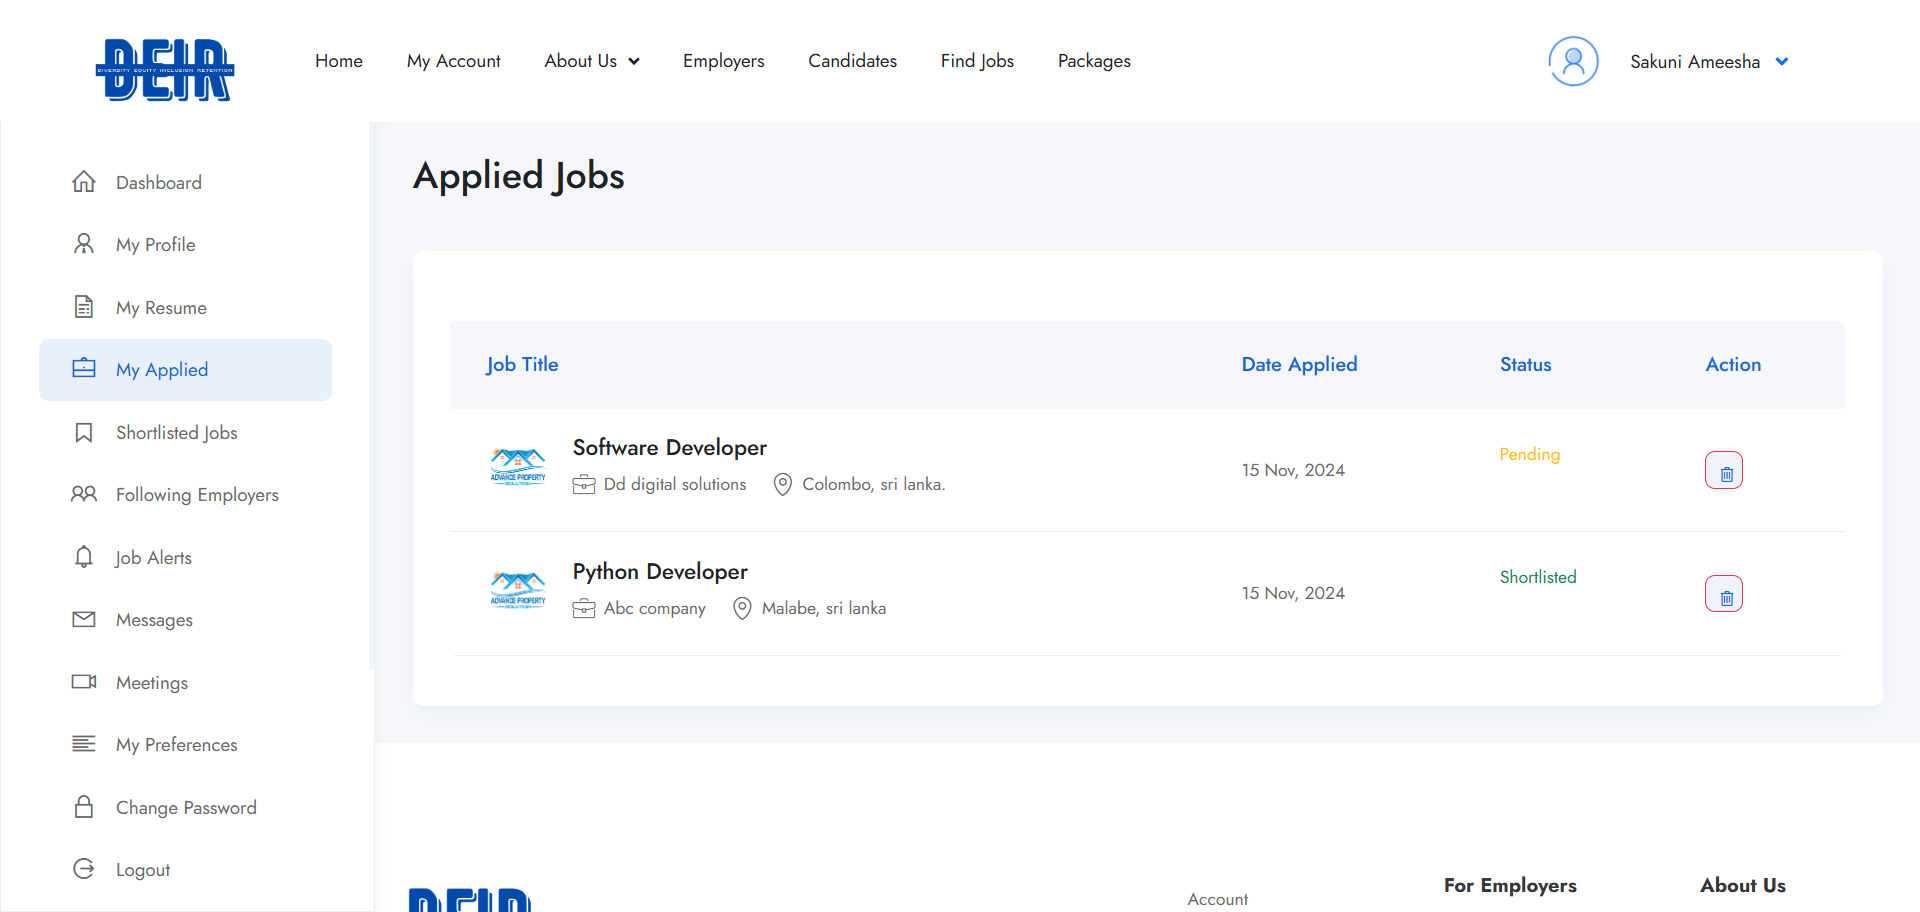 DEIR
DIVERSITY EQUITY INCLUSION RETENTION
Home My Account About Us Employers Candidates Find Jobs Packages
Sakuni Ameesha
Dashboard
My Profile
My Resume
My Applied
Shortlisted Jobs
Following Employers
Job Alerts
Messages
Meetings
My Preferences
Change Password
Logout
Applied Jobs
Job Title Date Applied Status Action
ADVANCE PROPERTY
SOLUTION
Software Developer
Dd digital solutions Colombo, sri lanka.
15 Nov, 2024
Pending
ADVANCE PROPERTY
SOLUTION
Python Developer
Abc company Malabe, sri lanka
15 Nov, 2024
Shortlisted
DEIR
Account
For Employers
About Us